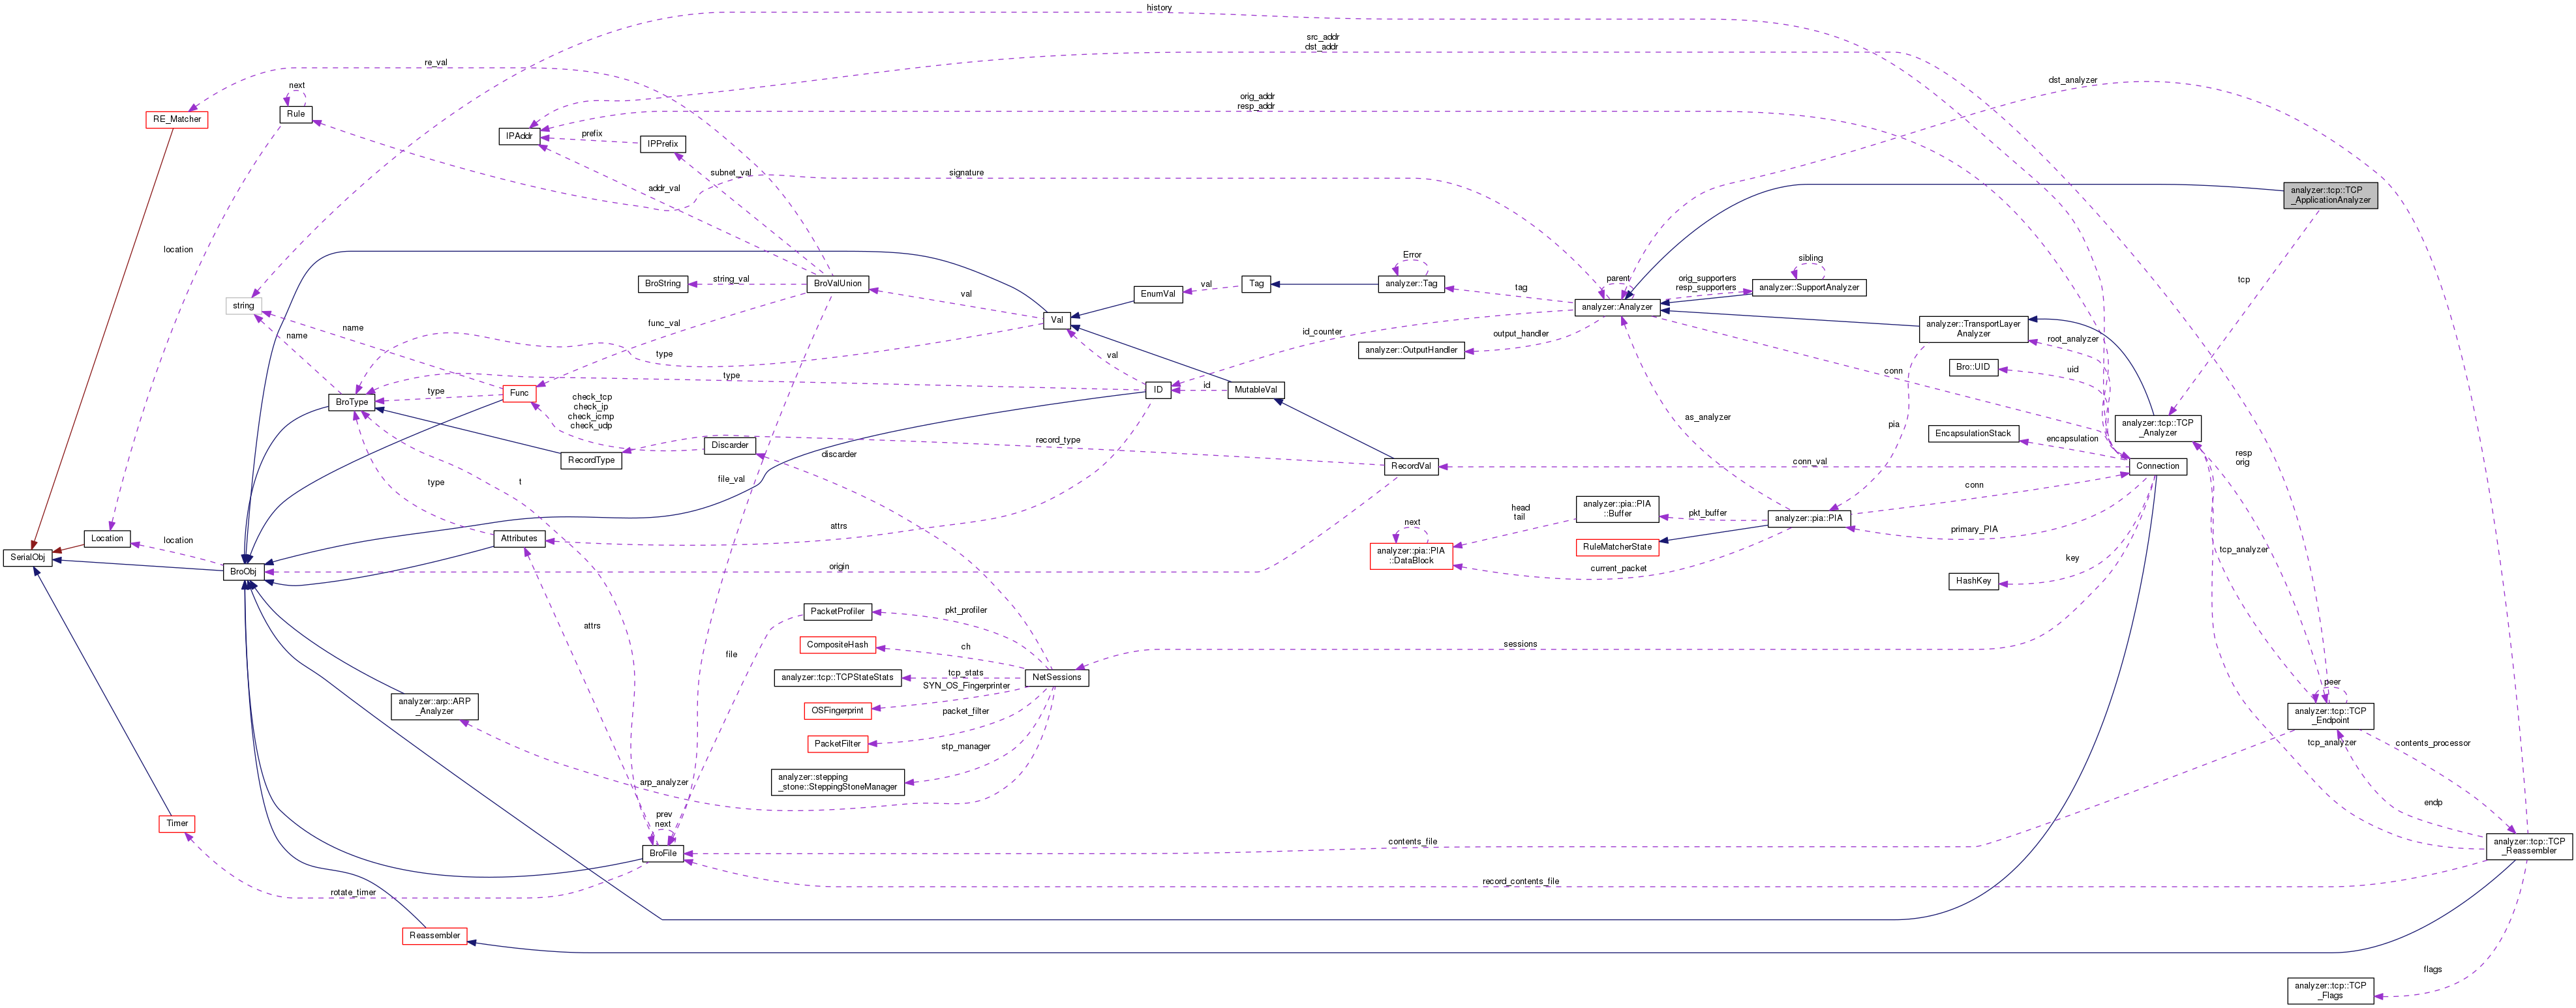 history
src_addr
dst_addr
re_val
dst_analyzer
next
orig_addr
resp_addr
RE_Matcher
Rule
IPAddr
prefix
IPPrefix
subnet_val
signature
addr_val
analyzer::tcp::TCP
_ApplicationAnalyzer
location
Error
sibling
string_val
BroString
BroValUnion
parent
orig_supporters
resp_supporters
analyzer::SupportAnalyzer
tcp
val
EnumVal
val
Tag
analyzer::Tag
tag
string
name
name
func_val
Val
id_counter
output_handler
analyzer::Analyzer
analyzer::TransportLayer
Analyzer
root_analyzer
type
val
analyzer::OutputHandler
type
conn
Bro::UID
uid
BroType
type
Func
ID
id
MutableVal
check_tcp
check_ip
check_icmp
check_udp
as_analyzer
pia
analyzer::tcp::TCP
_Analyzer
EncapsulationStack
encapsulation
RecordType
Discarder
record_type
discarder
RecordVal
conn_val
Connection
resp
orig
type
t
file_val
conn
analyzer::pia::PIA
::Buffer
head
tail
pkt_buffer
analyzer::pia::PIA
next
primary_PIA
Location
location
Attributes
attrs
SerialObj
BroObj
origin
analyzer::pia::PIA
::DataBlock
RuleMatcherState
current_packet
tcp_analyzer
key
HashKey
PacketProfiler
pkt_profiler
attrs
CompositeHash
ch
sessions
file
analyzer::tcp::TCPStateStats
tcp_stats
SYN_OS_Fingerprinter
NetSessions
peer
analyzer::arp::ARP
_Analyzer
OSFingerprint
packet_filter
analyzer::tcp::TCP
_Endpoint
PacketFilter
stp_manager
tcp_analyzer
contents_processor
arp_analyzer
analyzer::stepping
_stone::SteppingStoneManager
endp
Timer
prev
next
BroFile
contents_file
analyzer::tcp::TCP
_Reassembler
rotate_timer
record_contents_file
Reassembler
flags
analyzer::tcp::TCP
_Flags